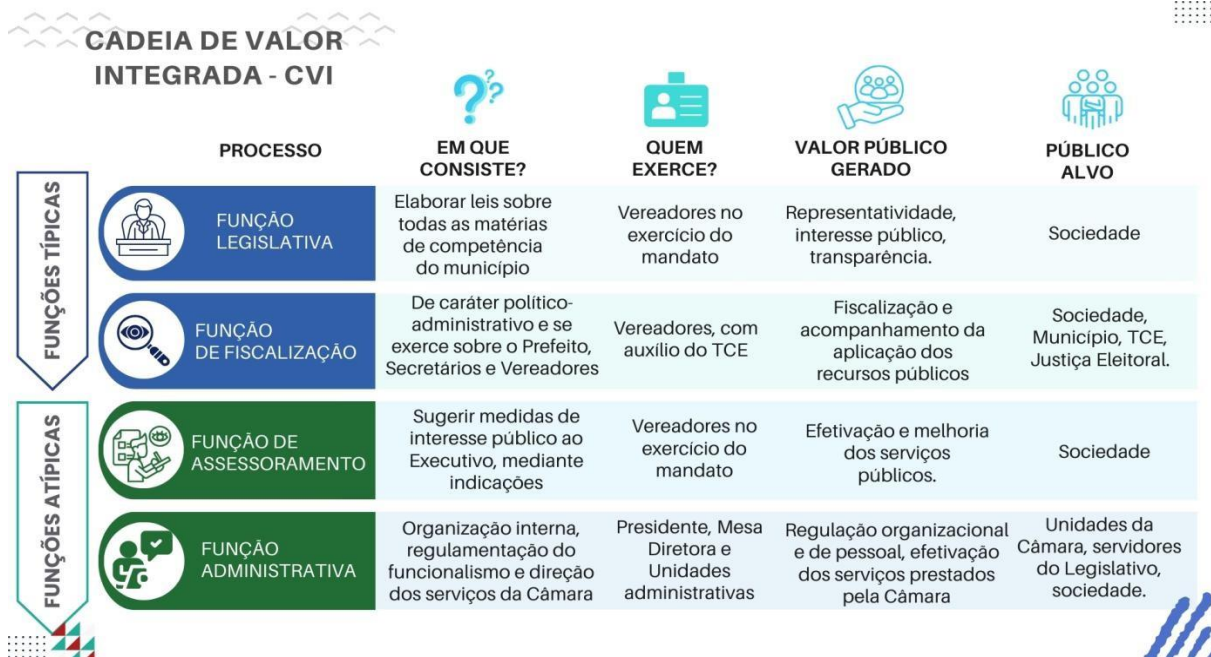 CADEIA DE VALOR
INTEGRADA - CVI
PROCESSO
EM QUE
CONSISTE?
QUEM
EXERCE?
VALOR PÚBLICO
GERADO
PÚBLICO
ALVO
FUNÇÕES TÍPICAS
FUNÇÃO
LEGISLATIVA
Elaborar leis sobre
todas as matérias
de competência
do município
Vereadores no
exercício do
mandato
Representatividade,
interesse público,
transparência.
Sociedade
FUNÇÃO
DE FISCALIZAÇÃO
De caráter político-
administrativo e se
exerce sobre o Prefeito,
Secretários e Vereadores
Vereadores, com
auxílio do TCE
Fiscalização e
acompanhamento da
aplicação dos
recursos públicos
Sociedade,
Município, TCE,
Justiça Eleitoral.
FUNÇÕES ATÍPICAS
FUNÇÃO DE
ASSESSORAMENTO
Sugerir medidas de
interesse público ao
Executivo, mediante
indicações
Vereadores no
exercício do
mandato
Efetivação e melhoria
dos serviços
públicos.
Sociedade
FUNÇÃO
ADMINISTRATIVA
Organização interna,
regulamentação do
funcionalismo e direção
dos serviços da Câmara
Presidente, Mesa
Diretora e
Unidades
administrativas
Regulação organizacional
e de pessoal, efetivação
dos serviços prestados
pela Câmara
Unidades da
Câmara, servidores
do Legislativo,
sociedade.